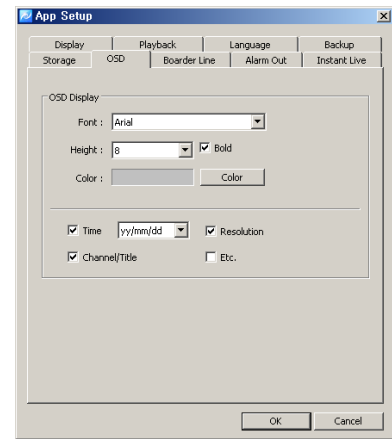 App Setup
Display Playback Language Backup
Storage OSD Boarder Line Alarm Out Instant Live
OSD Display
Font : Arial
Height : 8 Bold
Color : Color
Time yy/mm/dd Resolution
Channel/Title Etc.
OK Cancel